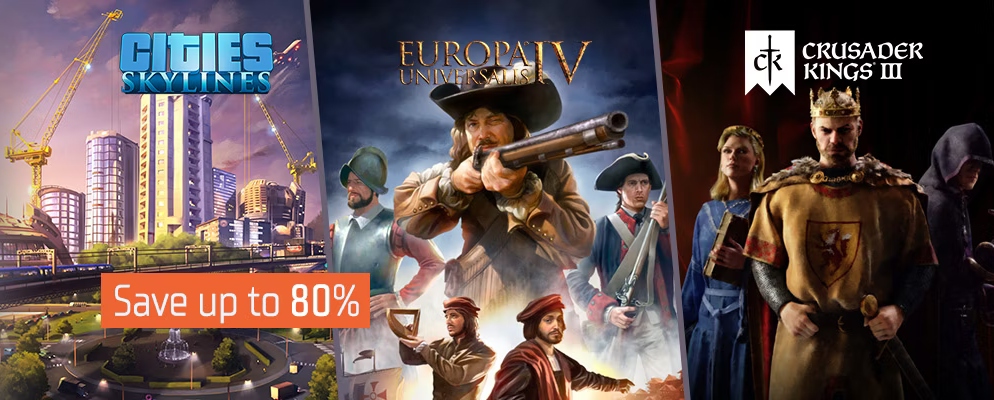 CITIES
SKYLINES
EUROPA
UNIVERSALIS IV
CK
CRUSADER
KINGS III
Save up to 80%